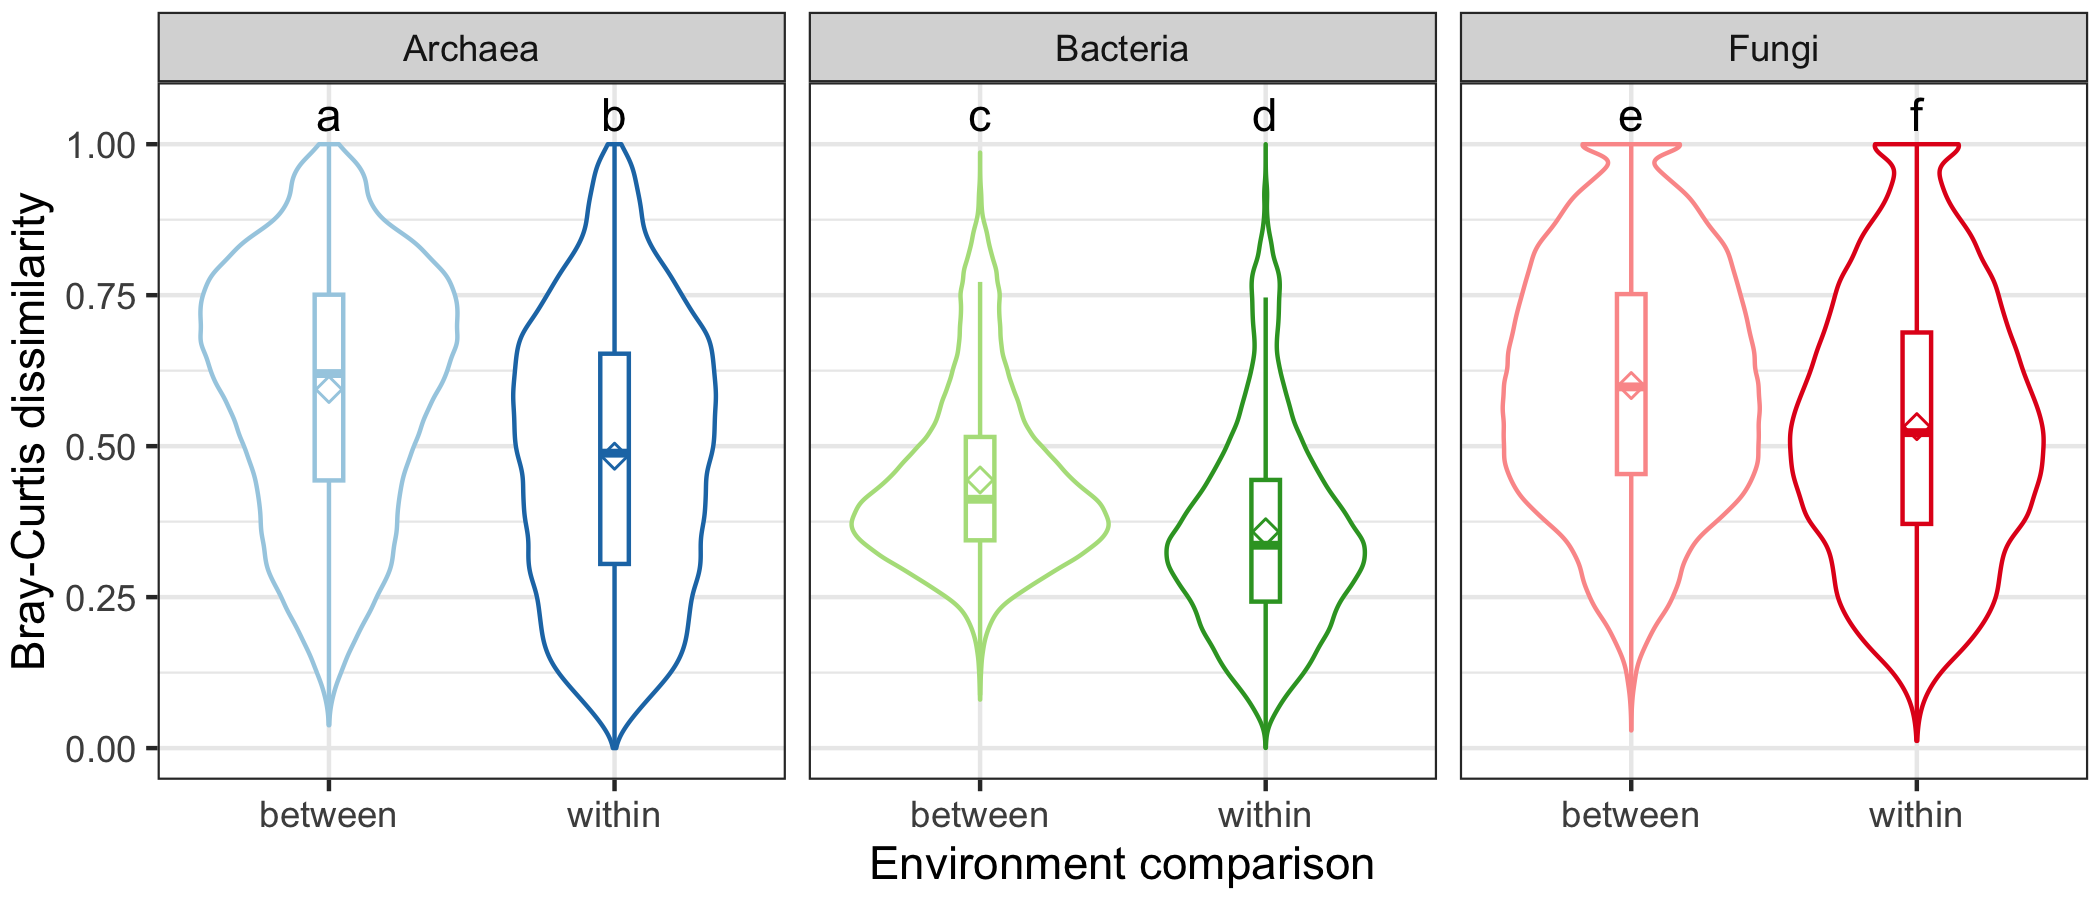 Archaea Bacteria Fungi
a b c d e f
1.00
0.75
0.50
0.25
0.00
Bray-Curtis dissimilarity
between within between within between within
Environment comparison